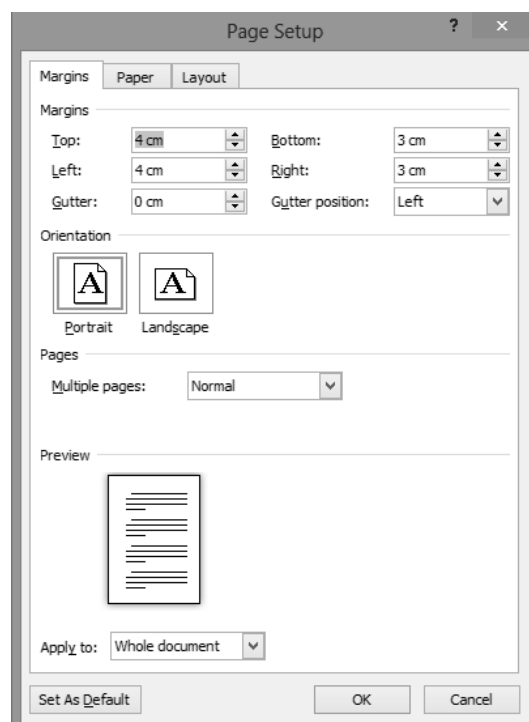 Page Setup ? ×
Margins Paper Layout
Margins
Top: 4 cm Bottom: 3 cm
Left: 4 cm Right: 3 cm
Gutter: 0 cm Gutter position: Left
Orientation
A A
Portrait Landscape
Pages
Multiple pages: Normal
Preview
Apply to: Whole document
Set As Default OK Cancel